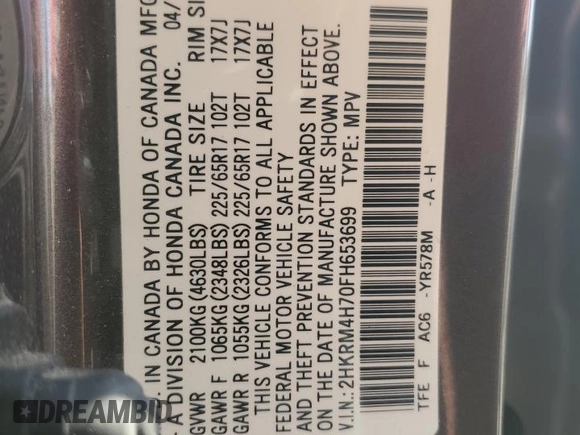 IN CANADA BY HONDA OF CANADA MFG
A DIVISION OF HONDA CANADA INC. 04/
GVWR 2100KG(4630LBS) TIRE SIZE RIM SI
GAWR F 1065KG(2348LBS) 225/65R17 102T 17X7J
GAWR R 1055KG(2326LBS) 225/65R17 102T 17X7J
THIS VEHICLE CONFORMS TO ALL APPLICABLE
FEDERAL MOTOR VEHICLE SAFETY
AND THEFT PREVENTION STANDARDS IN EFFECT
ON THE DATE OF MANUFACTURE SHOWN ABOVE.
V.I.N.: 2HKRM4H70FH653699 TYPE: MPV
TFE F AC6 -YR578M -A -H
DREAMBID